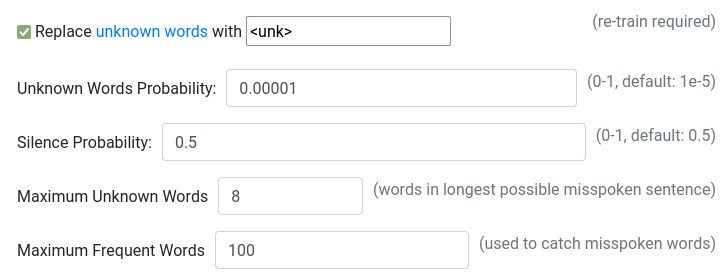 Replace unknown words with <unk> (re-train required)
Unknown Words Probability: 0.00001 (0-1, default: 1e-5)
Silence Probability: 0.5 (0-1, default: 0.5)
Maximum Unknown Words 8 (words in longest possible misspoken sentence)
Maximum Frequent Words 100 (used to catch misspoken words)